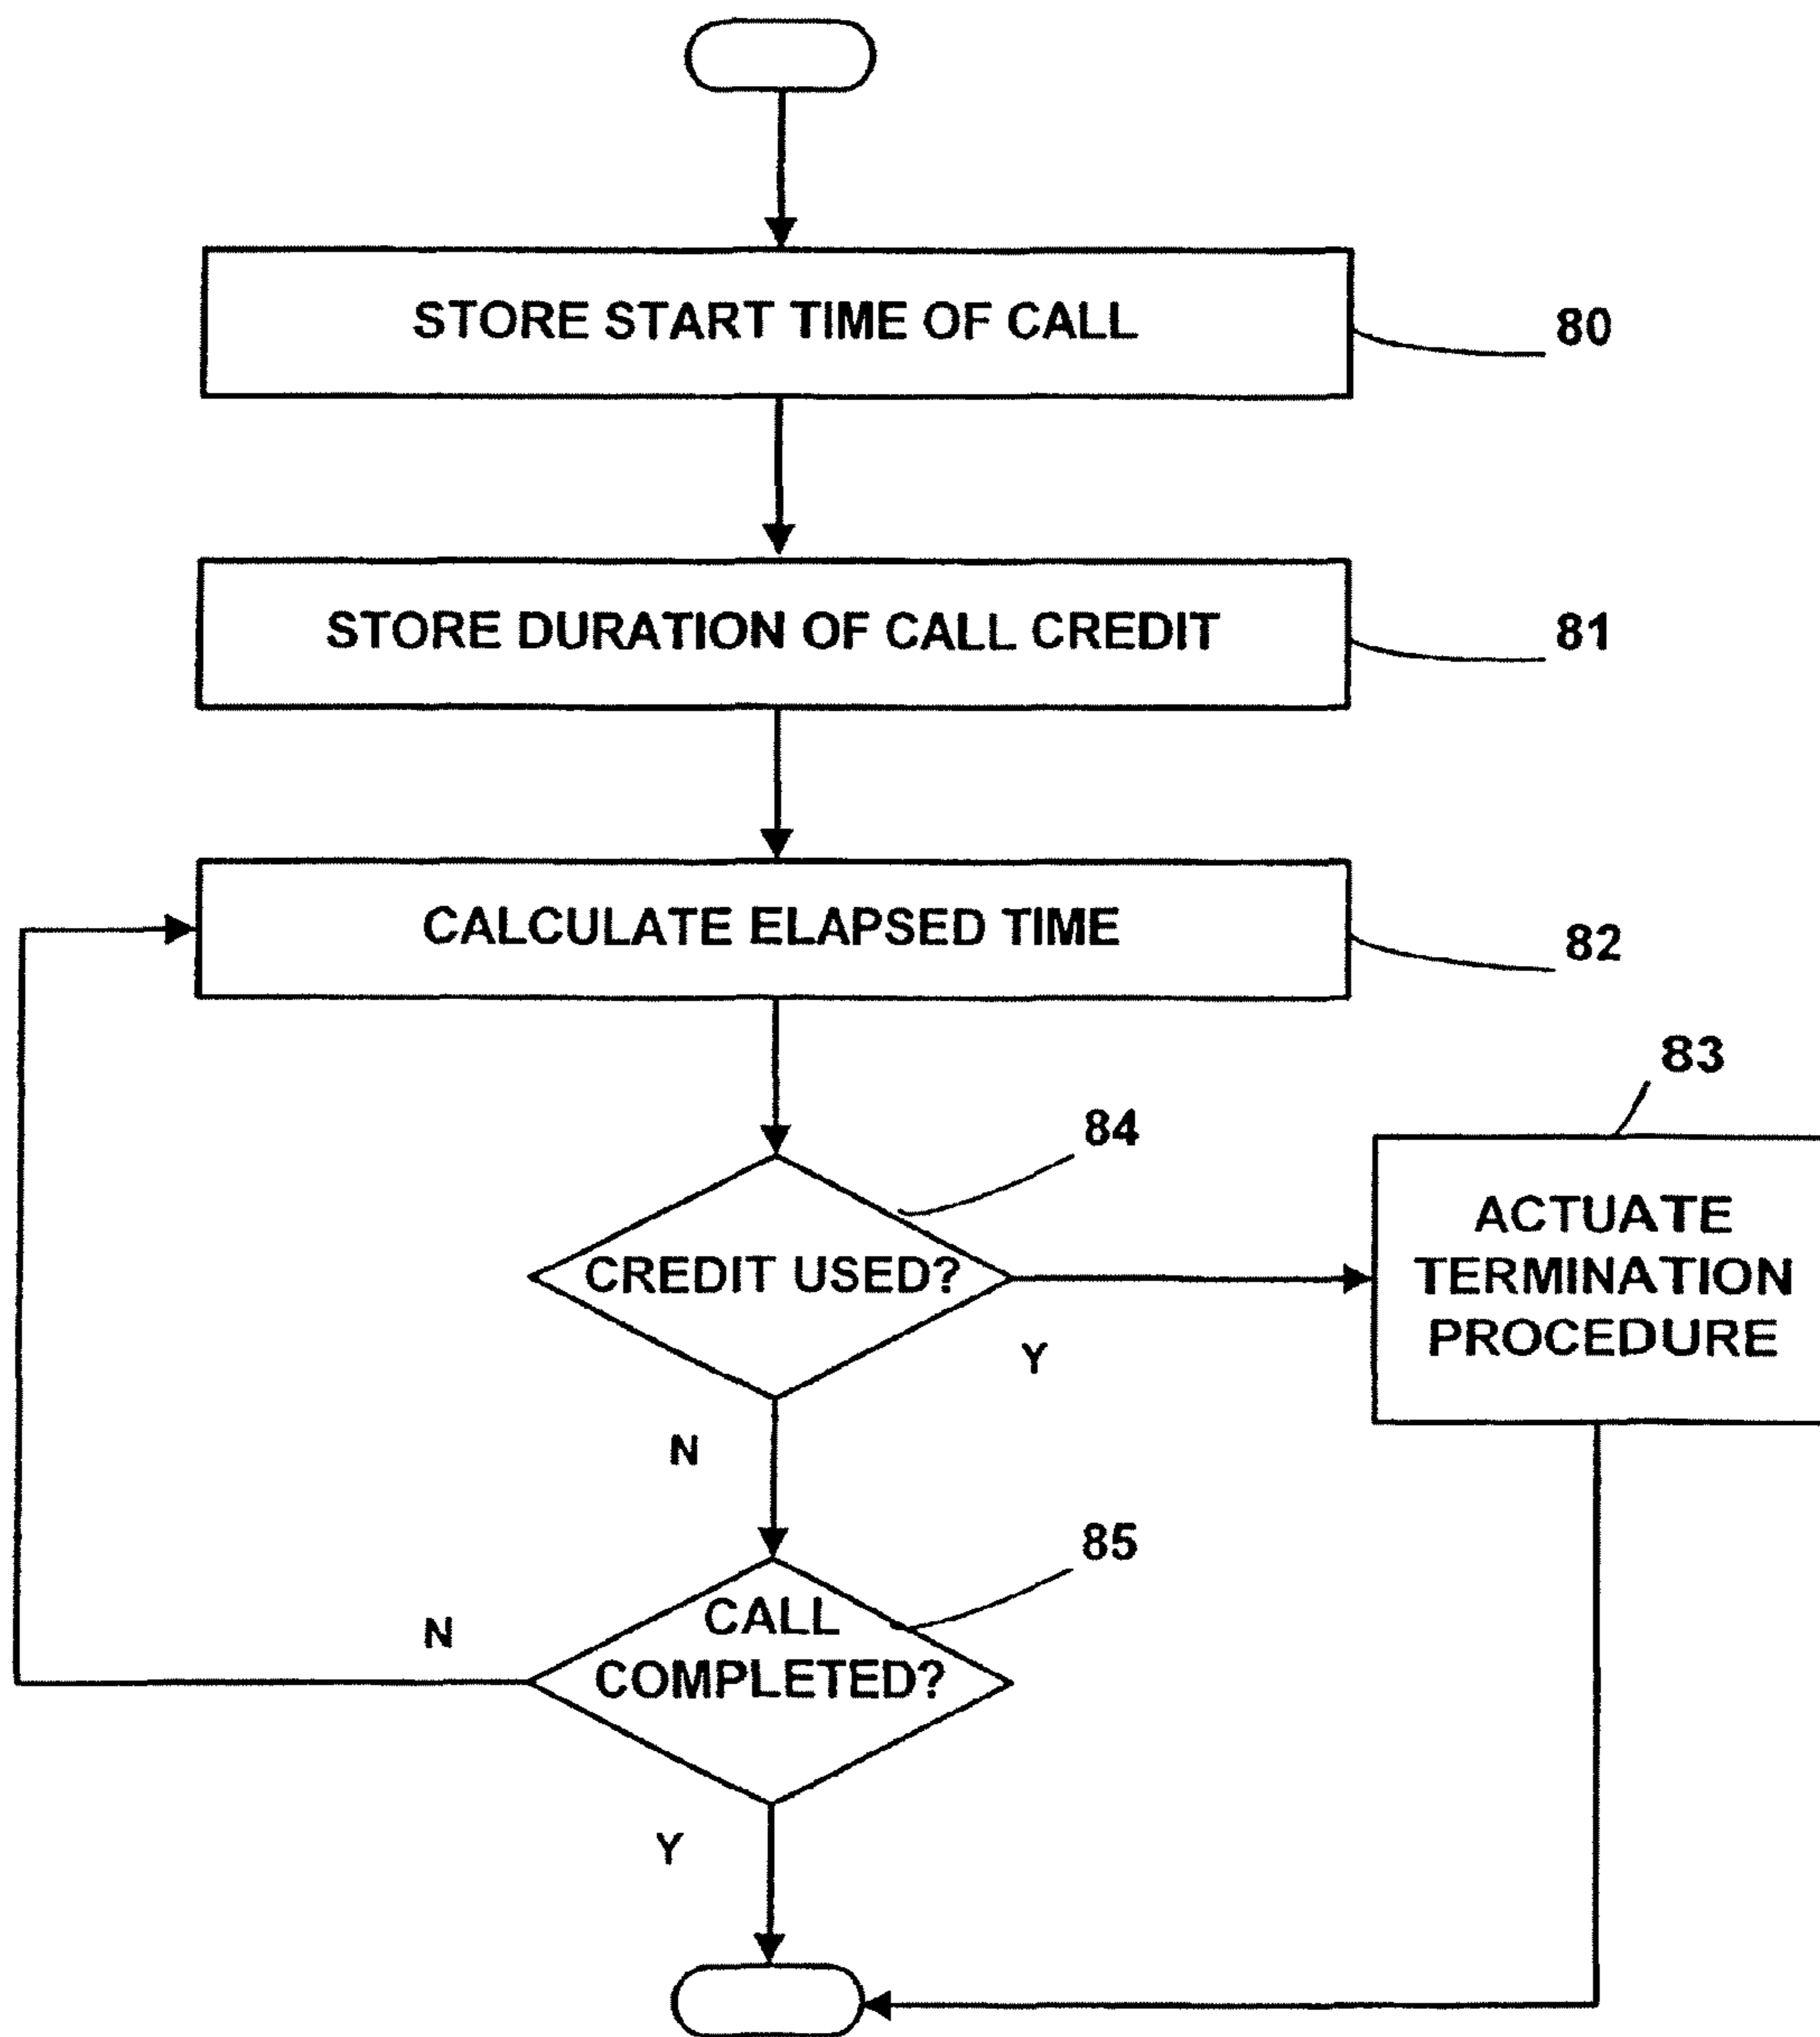 STORE START TIME OF CALL
80
STORE DURATION OF CALL CREDIT
81
CALCULATE ELAPSED TIME
82
83
84
ACTUATE
TERMINATION
PROCEDURE
CREDIT USED?
Y
N
85
CALL
COMPLETED?
N
Y